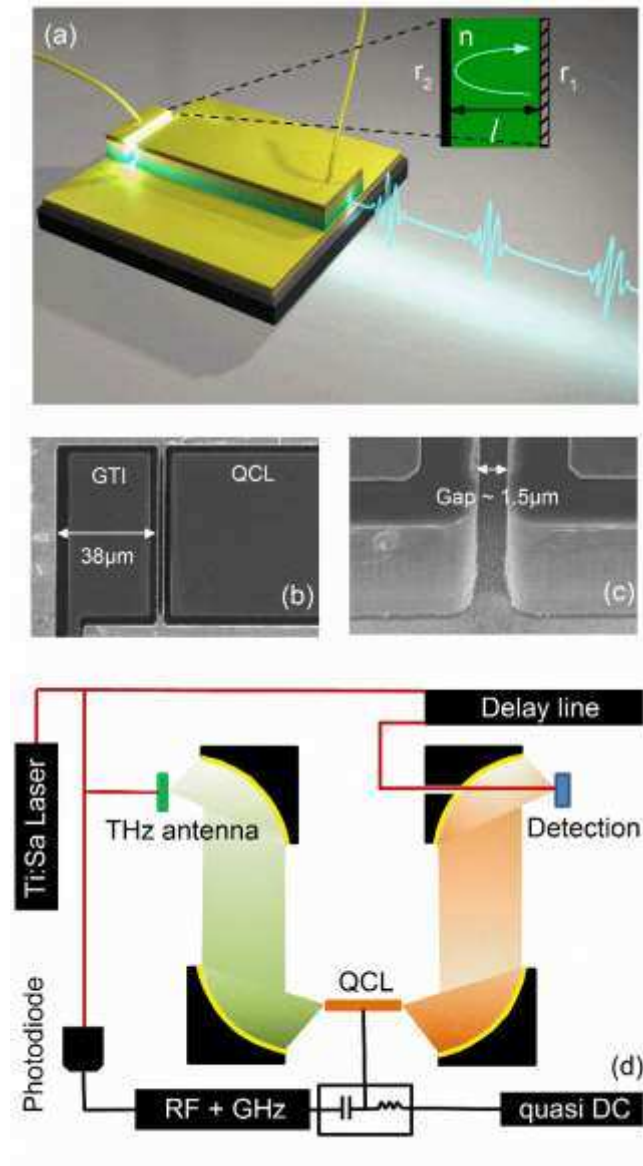 (a)
n
r2
r1
l
GTI
QCL
38μm
(b)
Gap ~ 1.5μm
(c)
Delay line
Ti:Sa Laser
THz antenna
Detection
QCL
Photodiode
(d)
RF + GHz
quasi DC